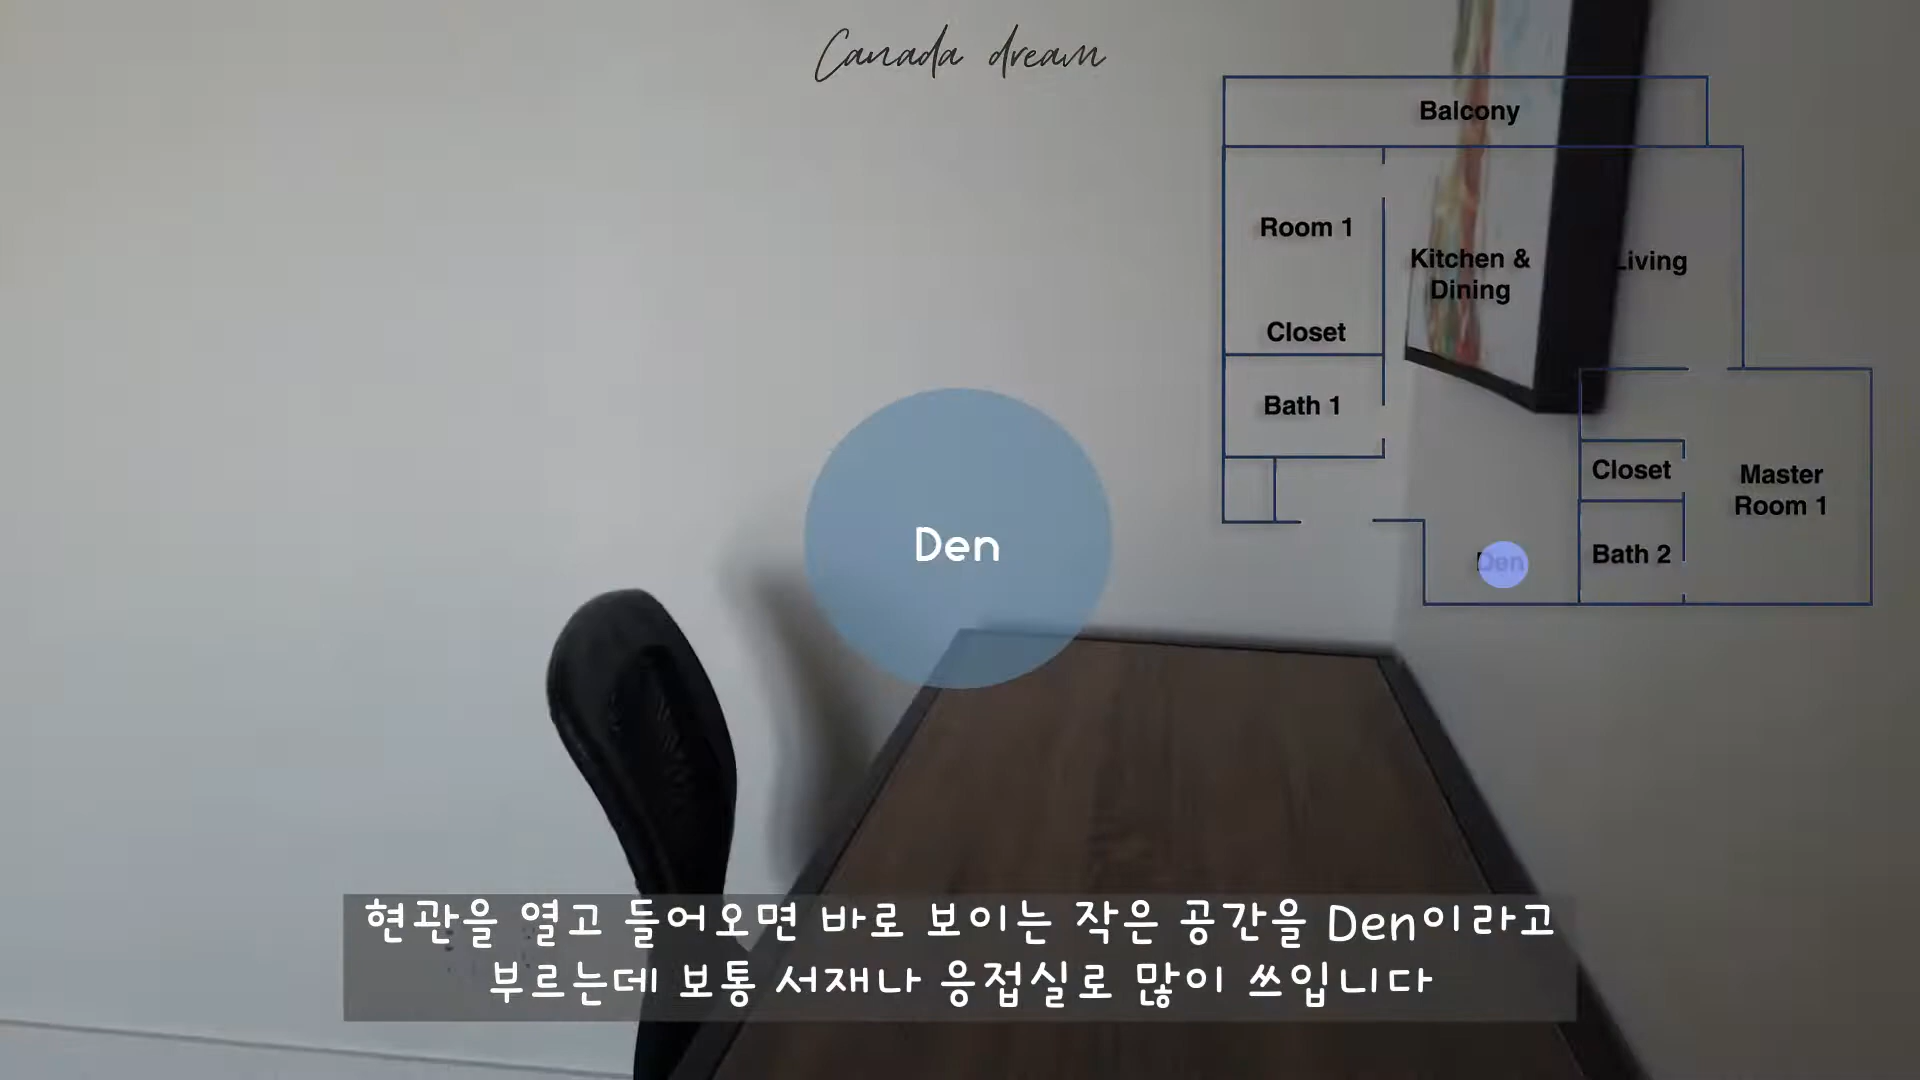 Canada dream
Balcony
Room 1
Kitchen &
Dining
Living
Closet
Bath 1
Closet
Master
Room 1
Bath 2
Den
Den
현관을 열고 들어오면 바로 보이는 작은 공간을 Den이라고
부르는데 보통 서재나 응접실로 많이 쓰입니다